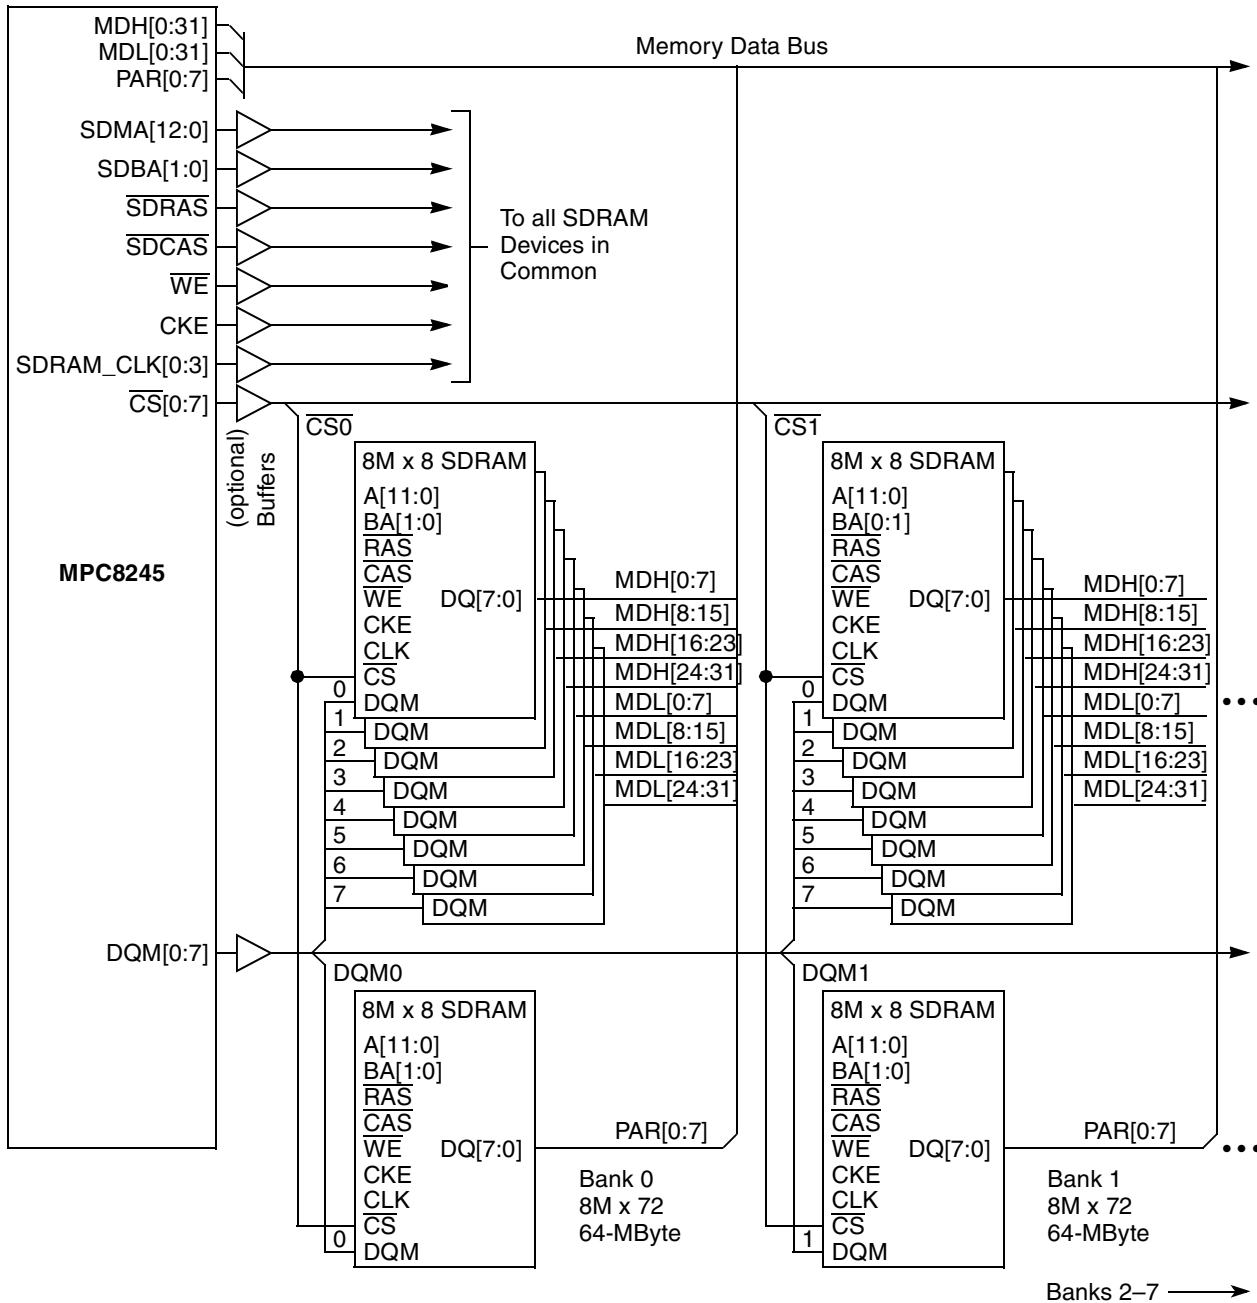 MDH[0:31]
MDL[0:31]
PAR[0:7]
Memory Data Bus
SDMA[12:0]
SDBA[1:0]
SDRAS
SDCAS
WE
CKE
SDRAM_CLK[0:3]
CS[0:7]
To all SDRAM
Devices in
Common
(optional)
Buffers
MPC8245
CS0
8M x 8 SDRAM
A[11:0]
BA[1:0]
RAS
CAS
WE
DQ[7:0]
CKE
CLK
CS
DQM
0
1
DQM
2
DQM
3
DQM
4
DQM
5
DQM
6
DQM
7
DQM
MDH[0:7]
MDH[8:15]
MDH[16:23]
MDH[24:31]
MDL[0:7]
MDL[8:15]
MDL[16:23]
MDL[24:31]
CS1
8M x 8 SDRAM
A[11:0]
BA[0:1]
RAS
CAS
WE
DQ[7:0]
CKE
CLK
CS
DQM
0
1
DQM
2
DQM
3
DQM
4
DQM
5
DQM
6
DQM
7
DQM
MDH[0:7]
MDH[8:15]
MDH[16:23]
MDH[24:31]
MDL[0:7]
MDL[8:15]
MDL[16:23]
MDL[24:31]
•••
DQM[0:7]
DQM0
8M x 8 SDRAM
A[11:0]
BA[1:0]
RAS
CAS
WE
DQ[7:0]
CKE
CLK
CS
0
DQM
PAR[0:7]
Bank 0
8M x 72
64-MByte
DQM1
8M x 8 SDRAM
A[11:0]
BA[1:0]
RAS
CAS
WE
DQ[7:0]
CKE
CLK
CS
1
DQM
PAR[0:7]
Bank 1
8M x 72
64-MByte
•••
Banks 2–7